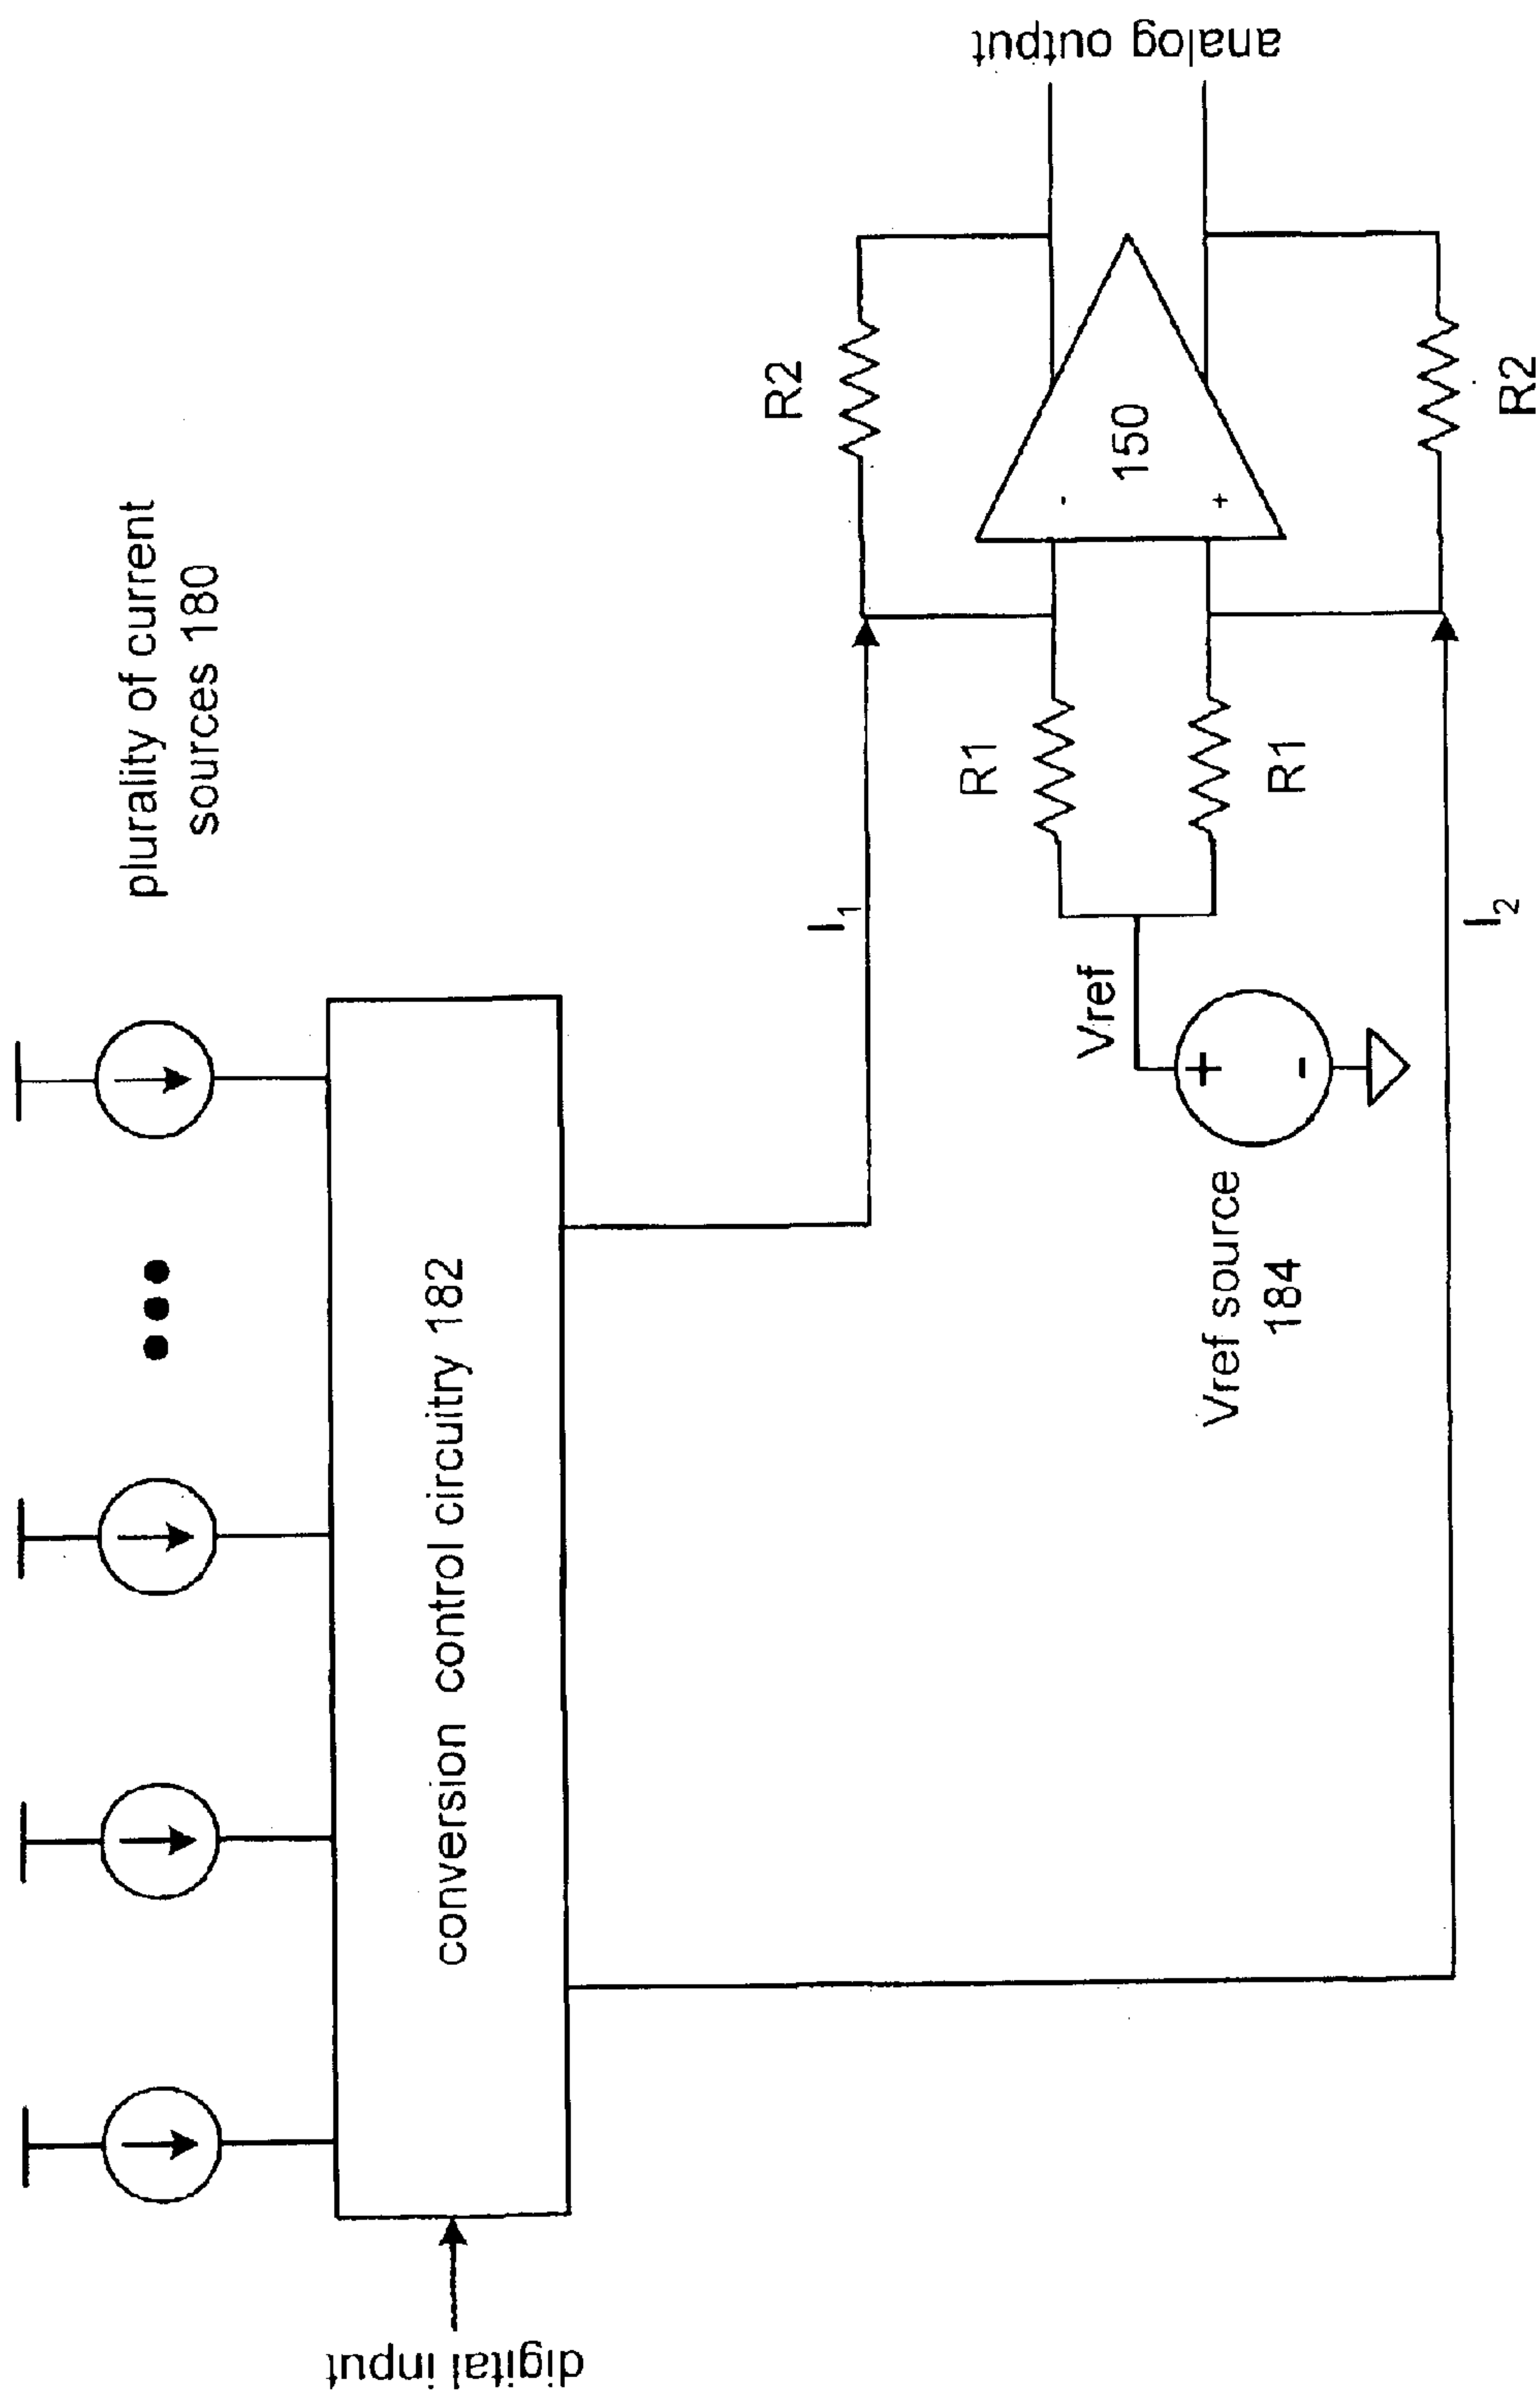 plurality of current
sources 180
digital input
conversion control circuitry 182
I1
I2
Vref
Vref source
184
R1
R1
R2
R2
150
-
+
+
-
analog output